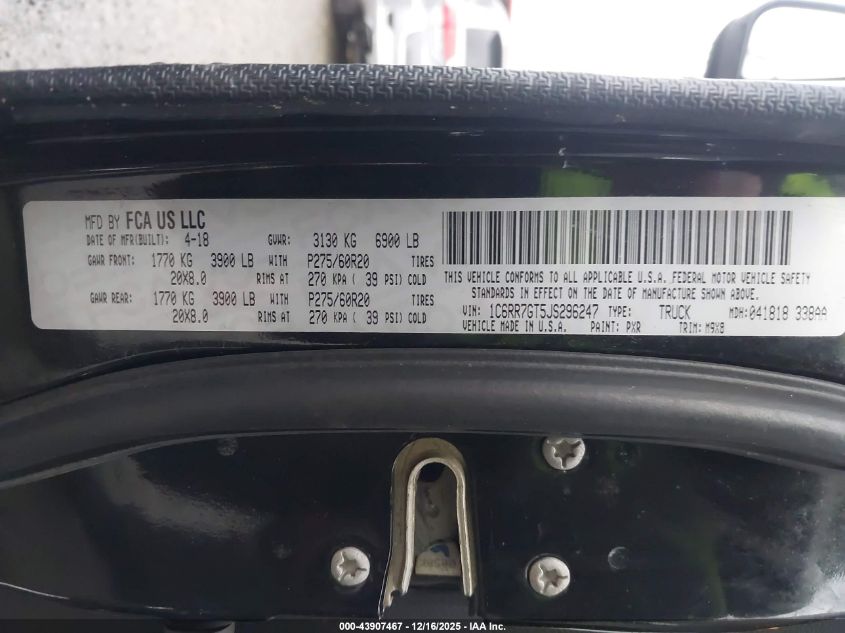 MFD BY FCA US LLC
DATE OF MFR(BUILT): 4-18 GVWR: 3130 KG 6900 LB
GAWR FRONT: 1770 KG 3900 LB WITH P275/60R20 TIRES
20X8.0 RIMS AT 270 KPA ( 39 PSI) COLD
GAWR REAR: 1770 KG 3900 LB WITH P275/60R20 TIRES
20X8.0 RIMS AT 270 KPA ( 39 PSI) COLD
THIS VEHICLE CONFORMS TO ALL APPLICABLE U.S.A. FEDERAL MOTOR VEHICLE SAFETY
STANDARDS IN EFFECT ON THE DATE OF MANUFACTURE SHOWN ABOVE.
VIN: 1C6RR7GT5JS296247 TYPE: TRUCK MDH: 041818 338AA
VEHICLE MADE IN U.S.A. PAINT: PXR TRIM: M9X8
000-43907467 - 12/16/2025 - IAA Inc.